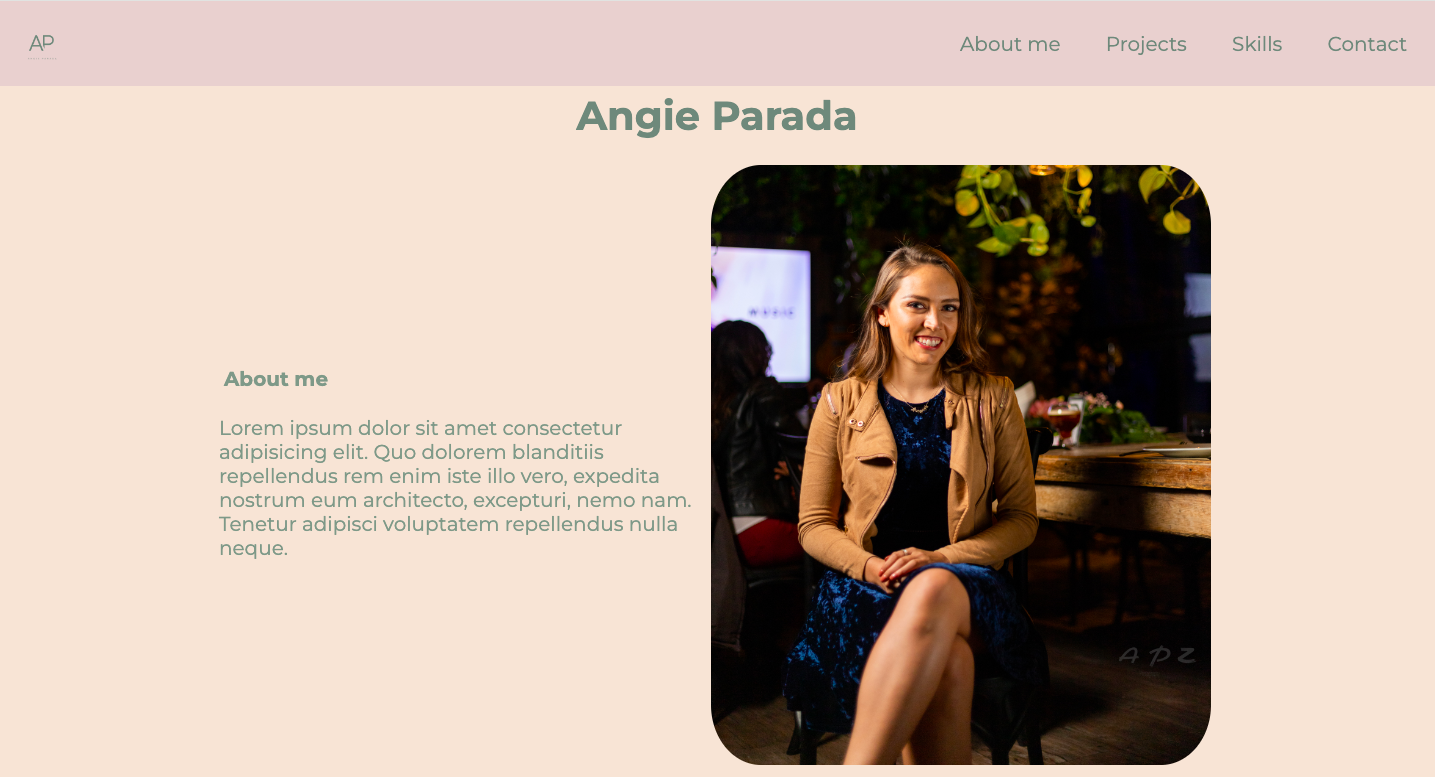 AP
About me
Projects
Skills
Contact
Angie Parada
MUSIC
About me
Lorem ipsum dolor sit amet consectetur
adipisicing elit. Quo dolorem blanditiis
repellendus rem enim iste illo vero, expedita
nostrum eum architecto, excepturi, nemo nam.
Tenetur adipisci voluptatem repellendus nulla
neque.
APZ